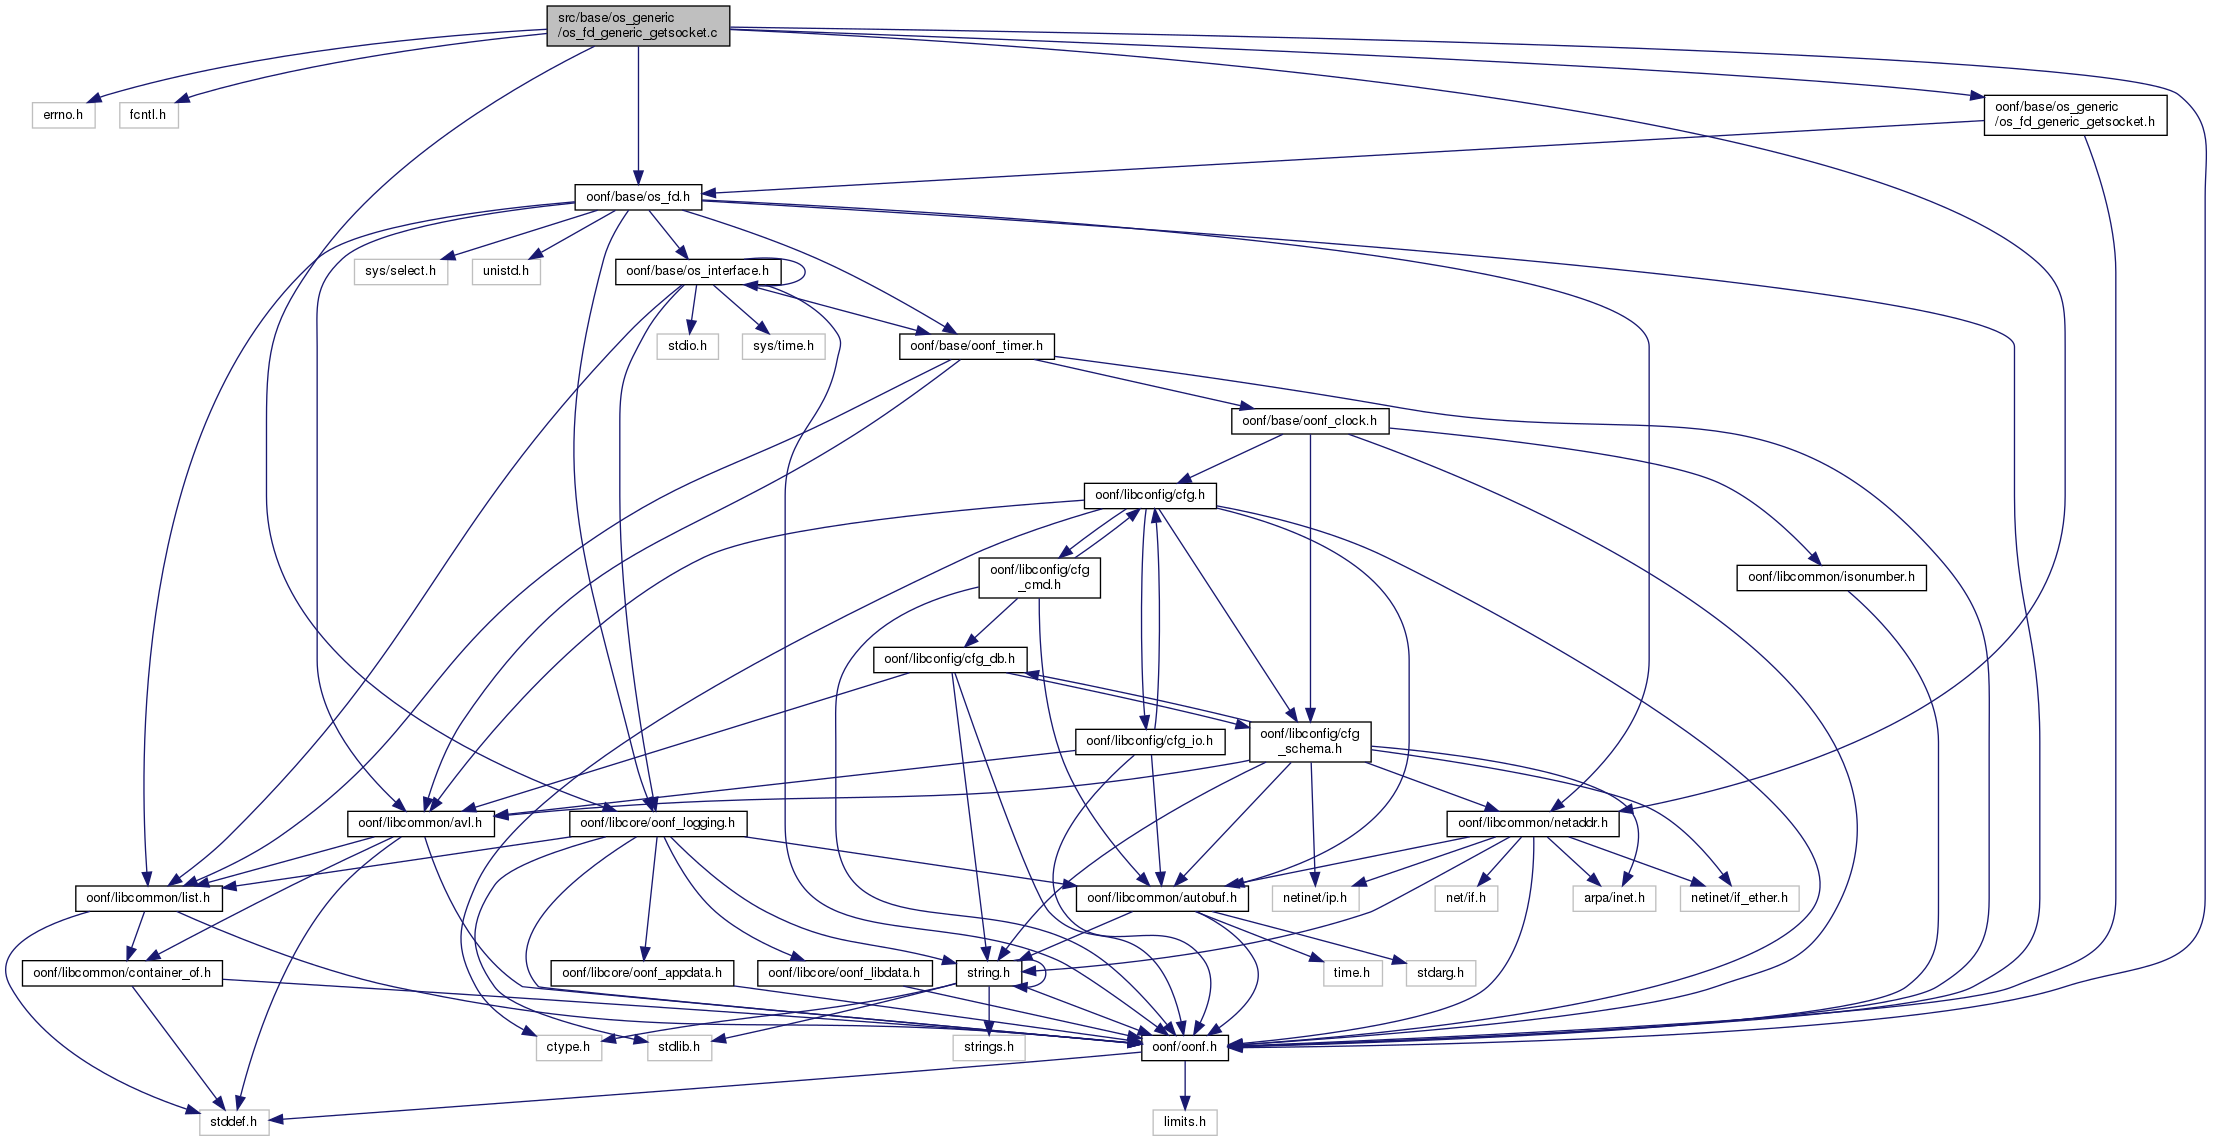 src/base/os_generic
/os_fd_generic_getsocket.c
errno.h
fcntl.h
oonf/base/os_generic
/os_fd_generic_getsocket.h
oonf/base/os_fd.h
sys/select.h
unistd.h
oonf/base/os_interface.h
stdio.h
sys/time.h
oonf/base/oonf_timer.h
oonf/base/oonf_clock.h
oonf/libconfig/cfg.h
oonf/libconfig/cfg
_cmd.h
oonf/libcommon/isonumber.h
oonf/libconfig/cfg_db.h
oonf/libconfig/cfg_io.h
oonf/libconfig/cfg
_schema.h
oonf/libcommon/avl.h
oonf/libcore/oonf_logging.h
oonf/libcommon/netaddr.h
oonf/libcommon/list.h
oonf/libcommon/autobuf.h
netinet/ip.h
net/if.h
arpa/inet.h
netinet/if_ether.h
oonf/libcommon/container_of.h
oonf/libcore/oonf_appdata.h
oonf/libcore/oonf_libdata.h
string.h
time.h
stdarg.h
ctype.h
stdlib.h
strings.h
oonf/oonf.h
stddef.h
limits.h